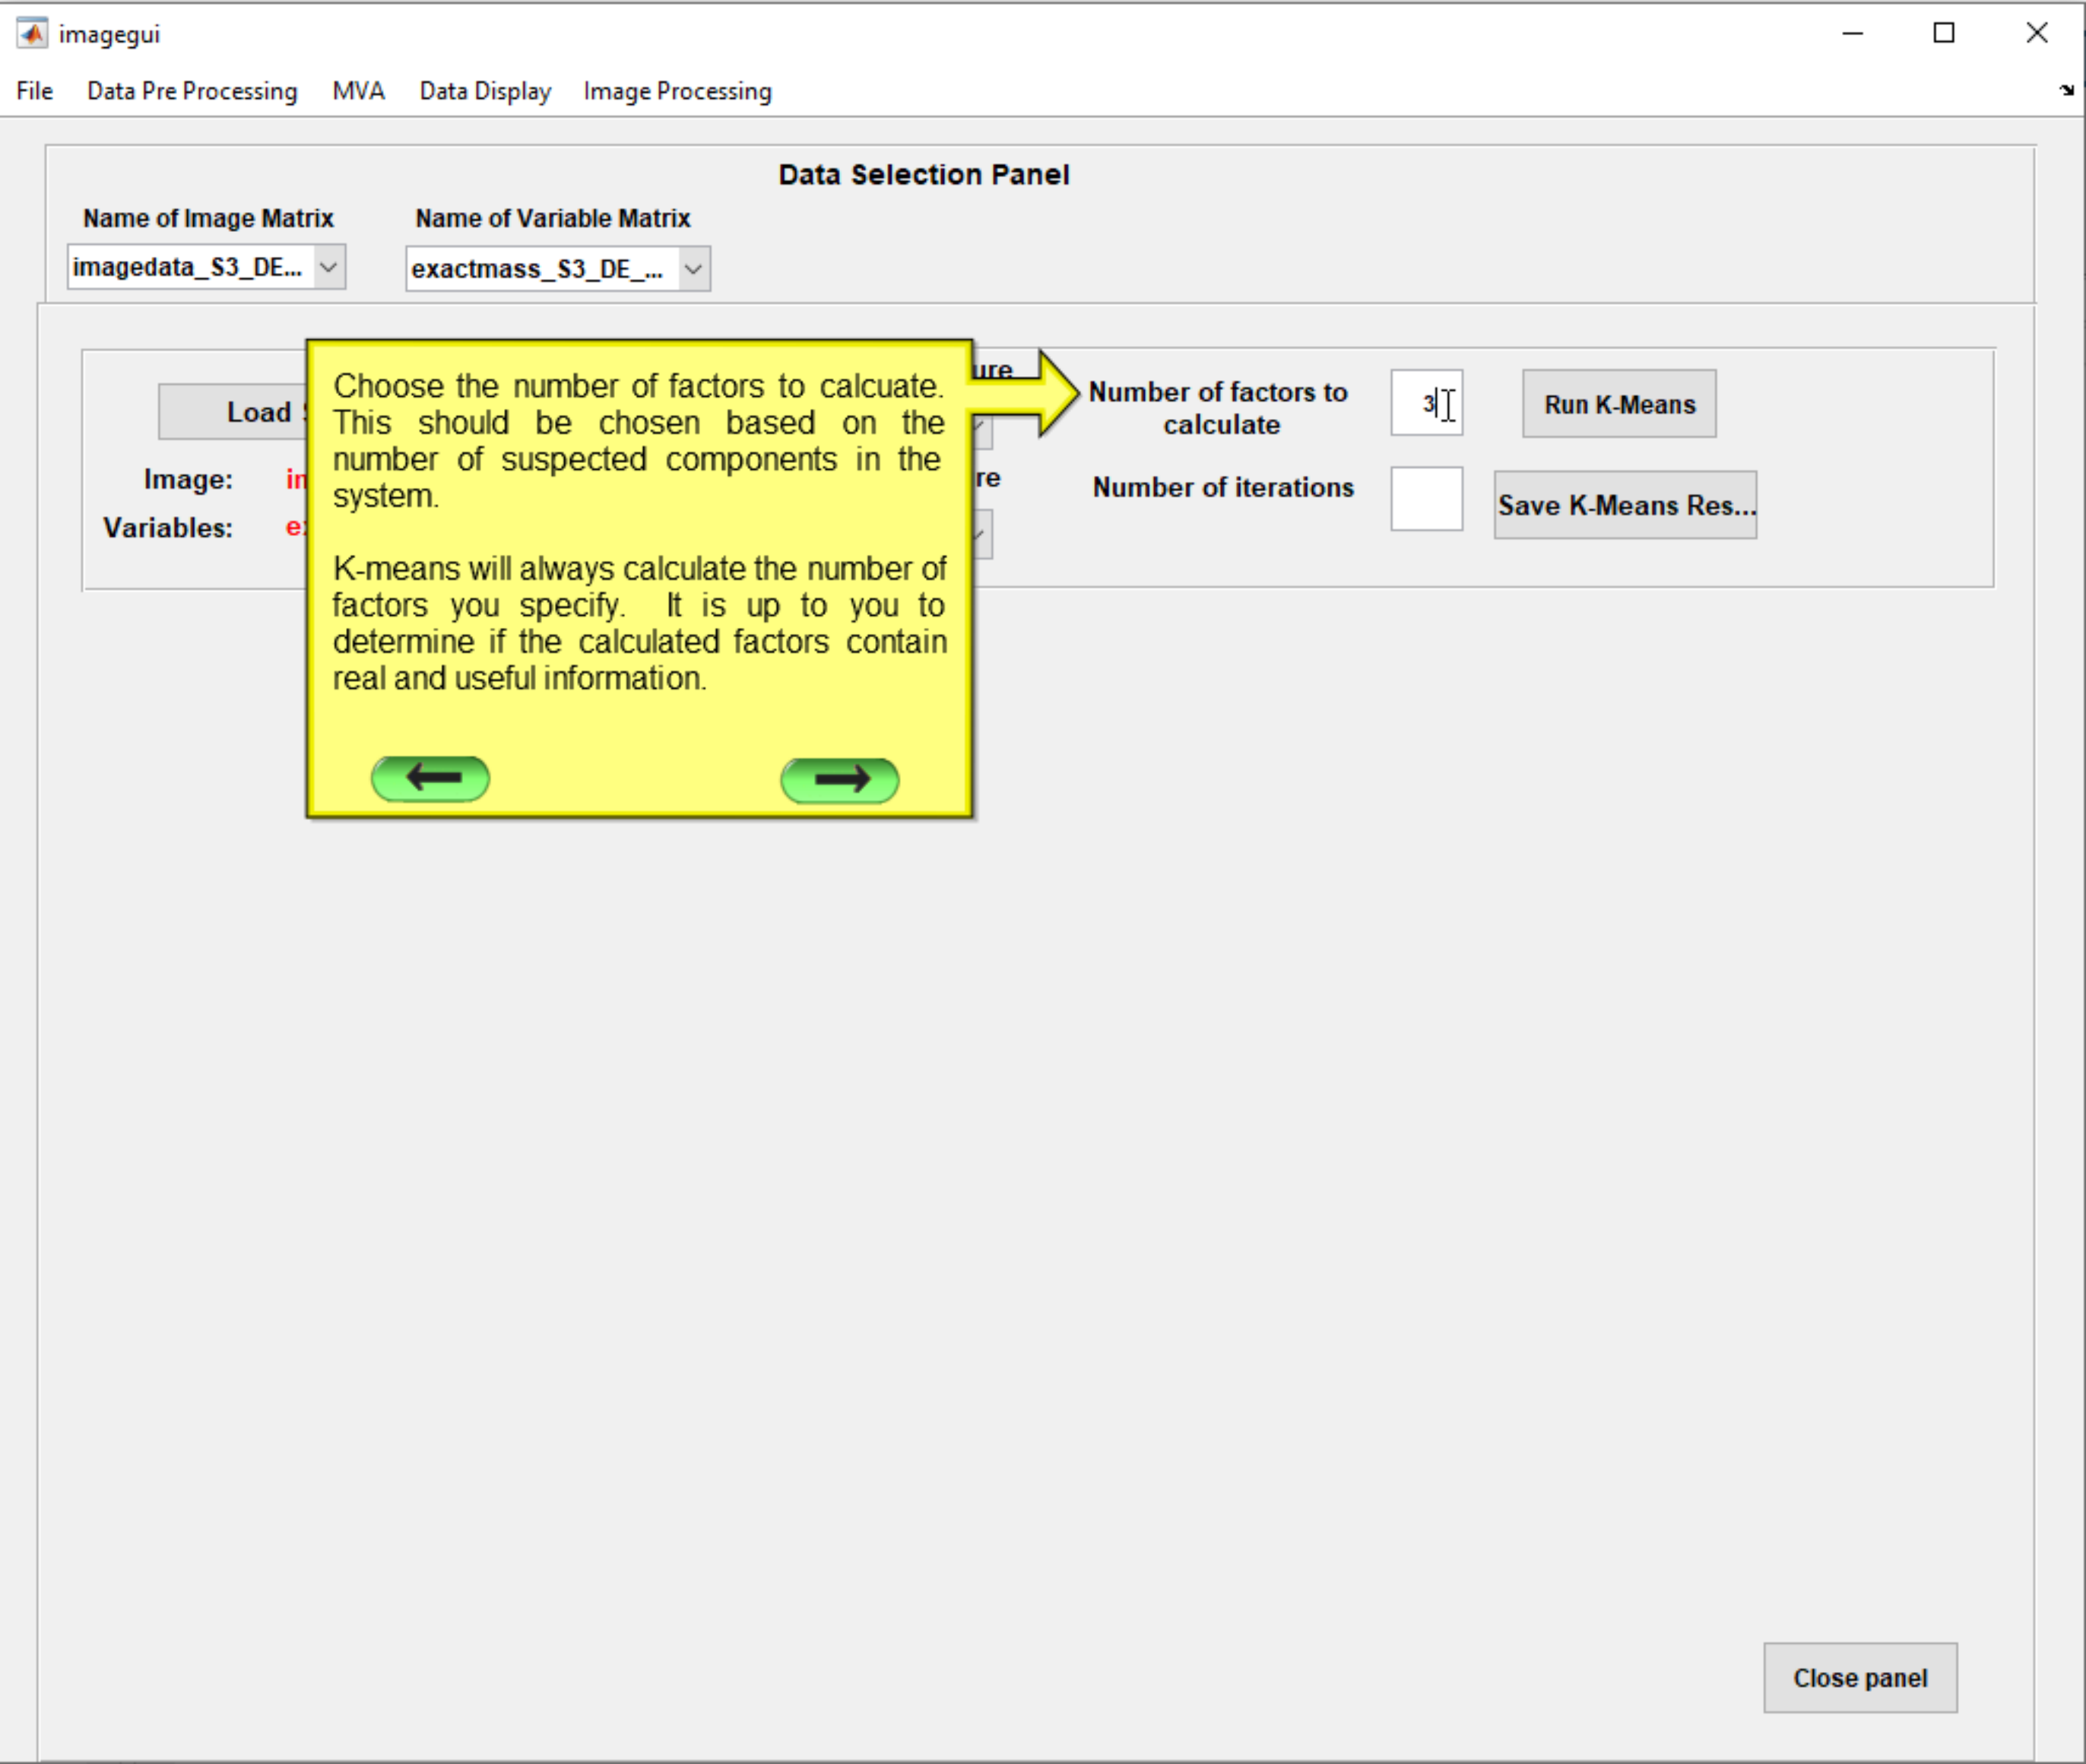 imagegui
File Data Pre Processing MVA Data Display Image Processing
Data Selection Panel
Name of Image Matrix Name of Variable Matrix
imagedata_S3_DE... exactmass_S3_DE_...
Choose the number of factors to calcuate.
This should be chosen based on the
number of suspected components in the
system.
K-means will always calculate the number of
factors you specify. It is up to you to
determine if the calculated factors contain
real and useful information.
Load
Image:
Variables:
Number of factors to
calculate
3
Run K-Means
Number of iterations
Save K-Means Res...
Close panel